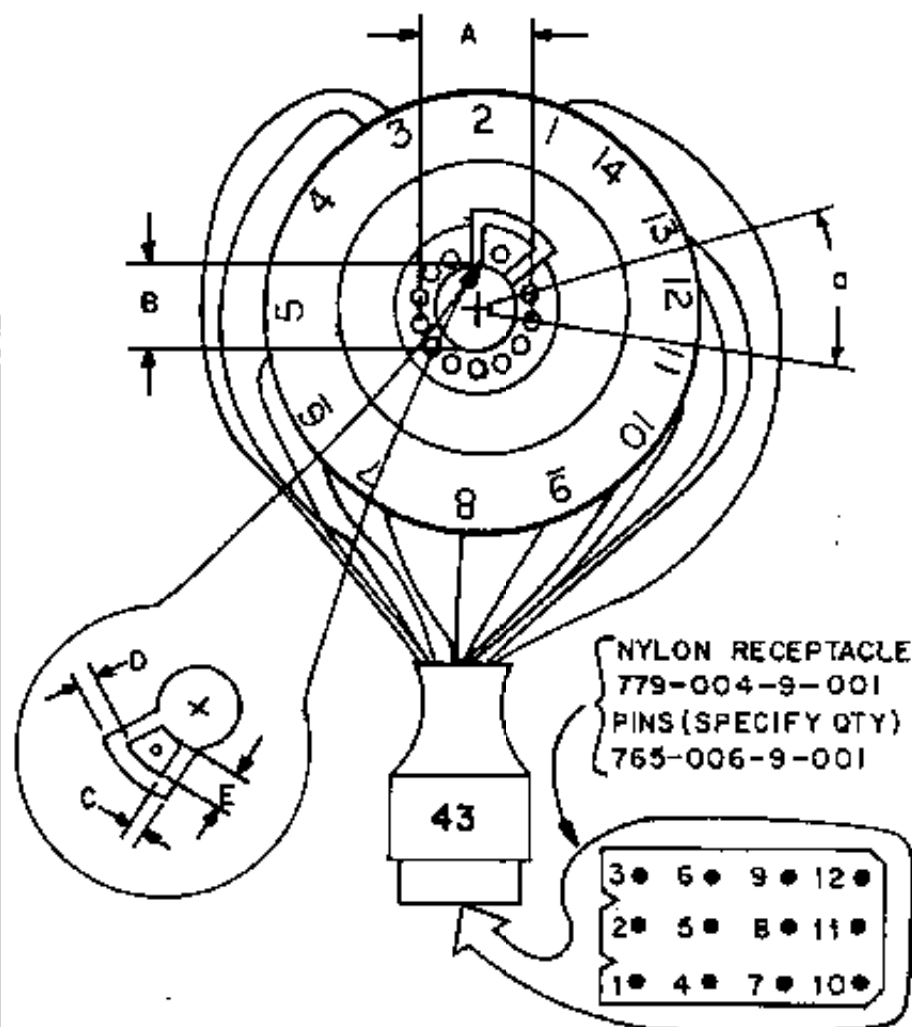 A
3 2 1
4 14
13
B 5 12 a
11
6 10
7 9
8
NYLON RECEPTACLE
779-004-9-001
PINS (SPECIFY QTY)
765-006-9-001
D
C E
43
3 6 9 12
2 5 8 11
1 4 7 10